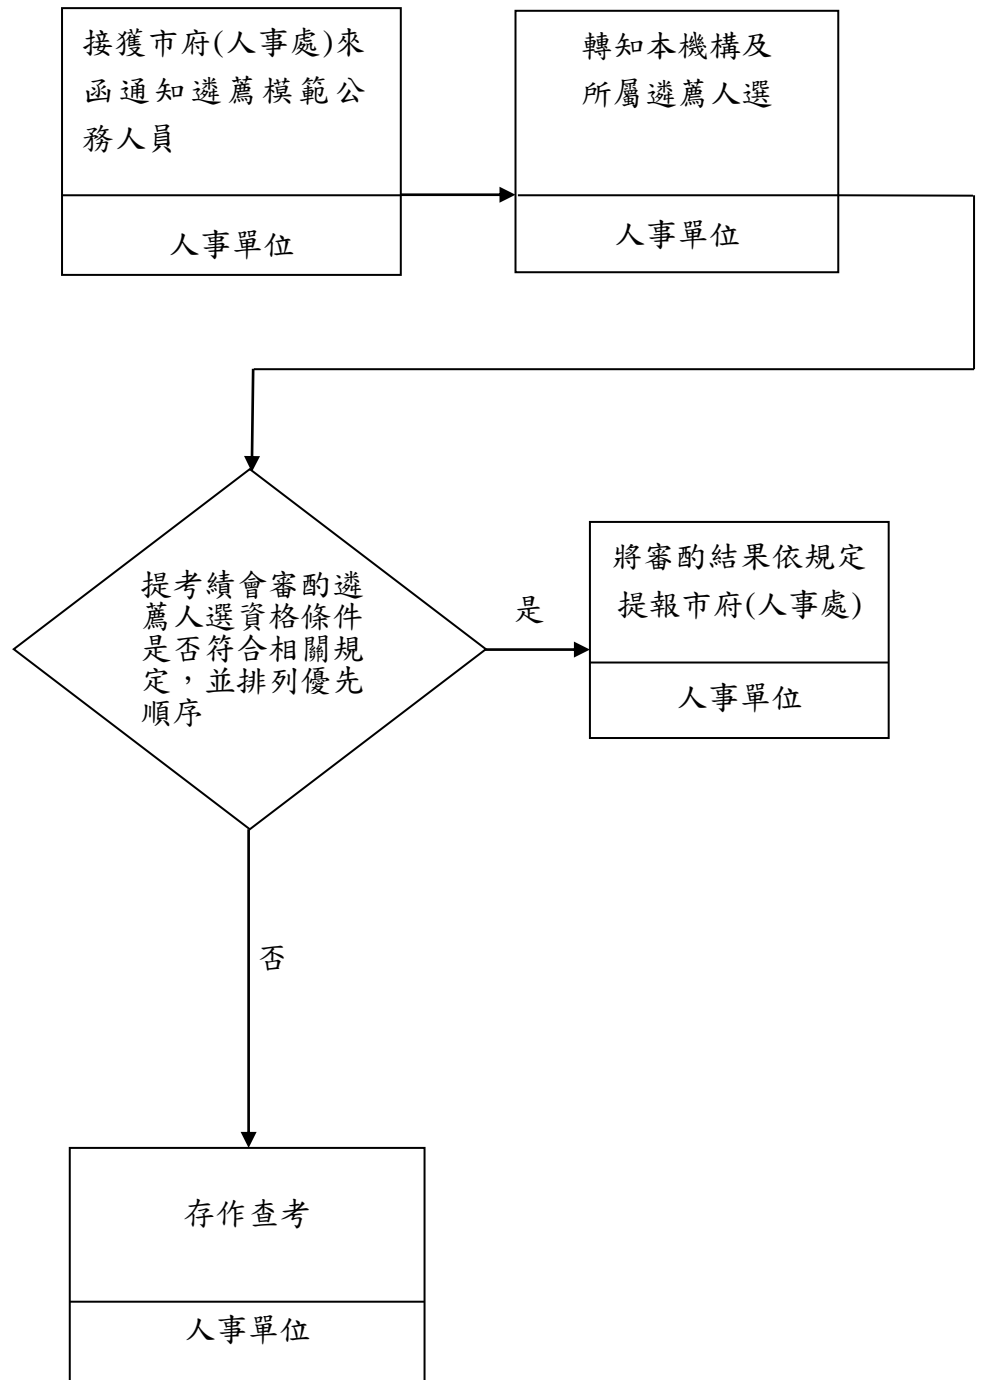 接獲市府(人事處)來
函通知遴薦模範公
務人員
人事單位
轉知本機構及
所屬遴薦人選
人事單位
提考績會審酌遴
薦人選資格條件
是否符合相關規
定，並排列優先
順序
是
將審酌結果依規定
提報市府(人事處)
人事單位
否
存作查考
人事單位